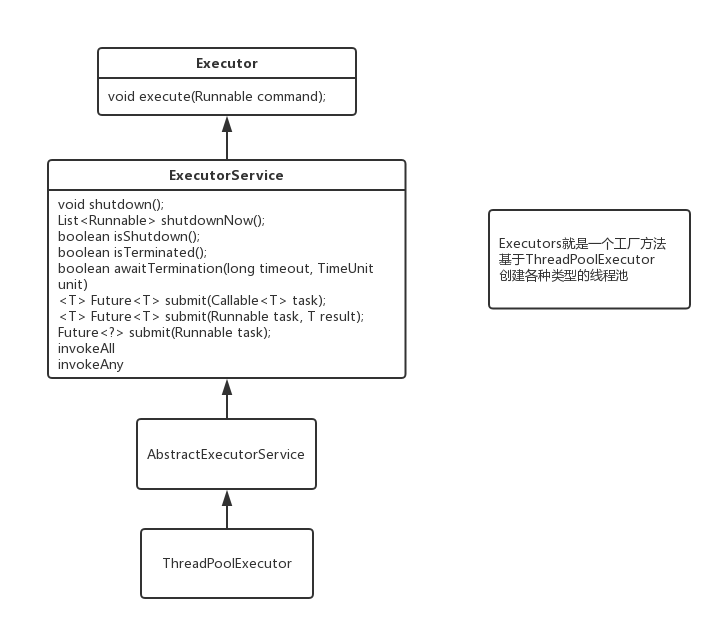 Executor
void execute(Runnable command);
ExecutorService
void shutdown();
List<Runnable> shutdownNow();
boolean isShutdown();
boolean isTerminated();
boolean awaitTermination(long timeout, TimeUnit
unit)
<T> Future<T> submit(Callable<T> task);
<T> Future<T> submit(Runnable task, T result);
Future<?> submit(Runnable task);
invokeAll
invokeAny
Executors就是一个工厂方法
基于ThreadPoolExecutor
创建各种类型的线程池
AbstractExecutorService
ThreadPoolExecutor